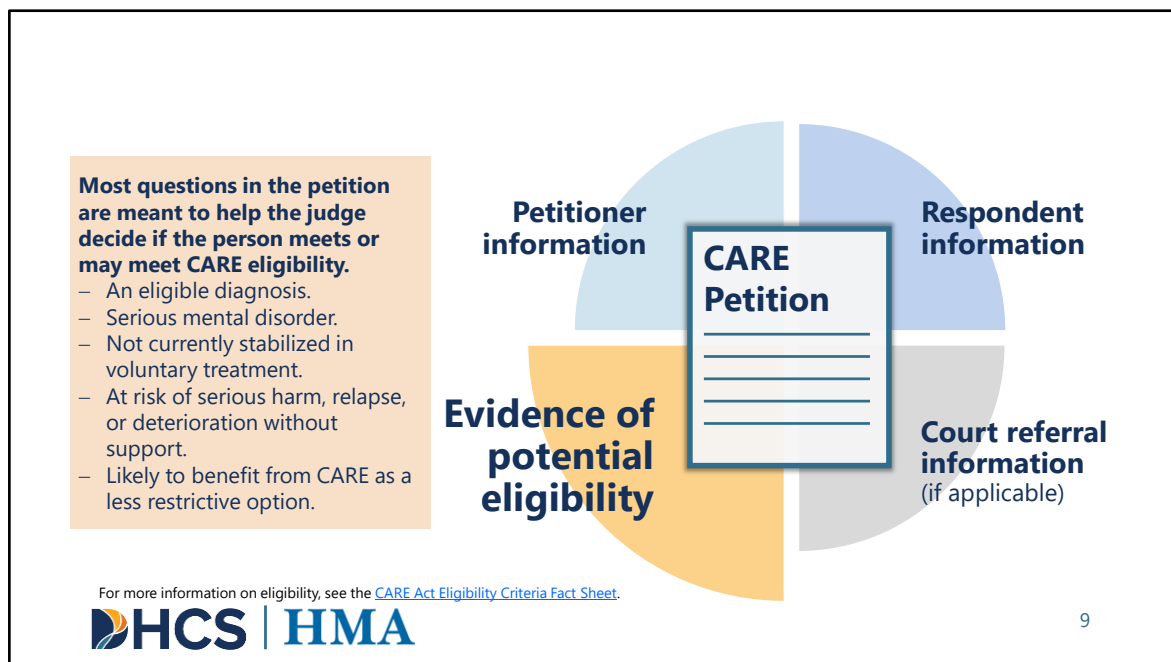 Most questions in the petition
are meant to help the judge
decide if the person meets or
may meet CARE eligibility.
– An eligible diagnosis.
– Serious mental disorder.
– Not currently stabilized in
voluntary treatment.
– At risk of serious harm, relapse,
or deterioration without
support.
– Likely to benefit from CARE as a
less restrictive option.
Petitioner
information
Respondent
information
CARE
Petition
Evidence of
potential
eligibility
Court referral
information
(if applicable)
For more information on eligibility, see the CARE Act Eligibility Criteria Fact Sheet.
DHCS | HMA
9